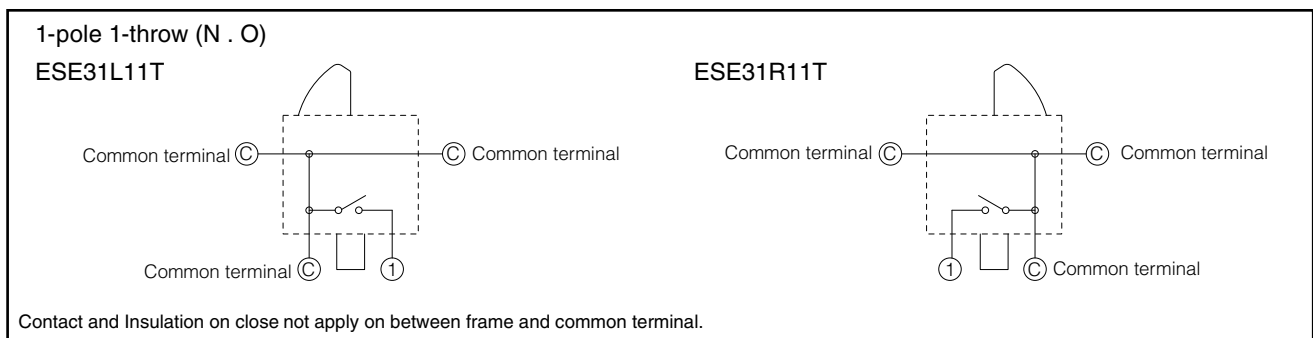 1-pole 1-throw (N . O)
ESE31L11T
ESE31R11T
Common terminal Ⓒ
Ⓒ Common terminal
Common terminal Ⓒ
Ⓒ Common terminal
Common terminal Ⓒ
①
①
Ⓒ Common terminal
Contact and Insulation on close not apply on between frame and common terminal.